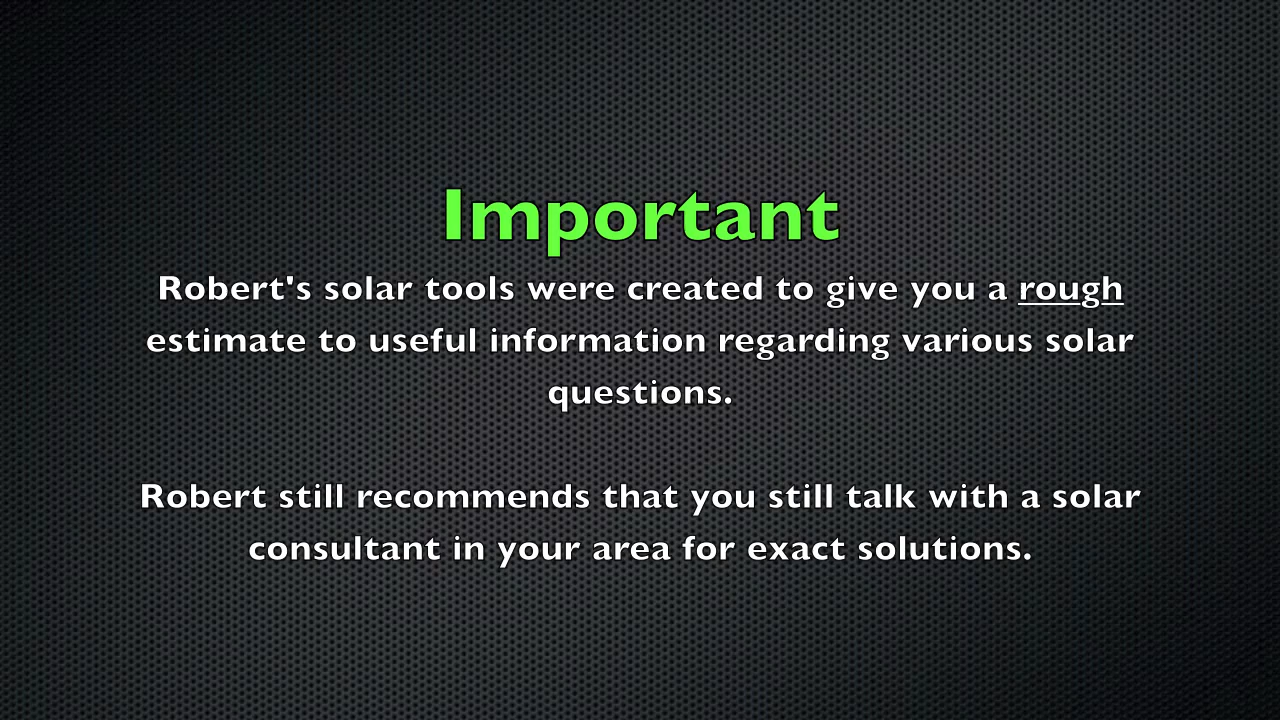 Important
Robert's solar tools were created to give you a rough
estimate to useful information regarding various solar
questions.
Robert still recommends that you still talk with a solar
consultant in your area for exact solutions.